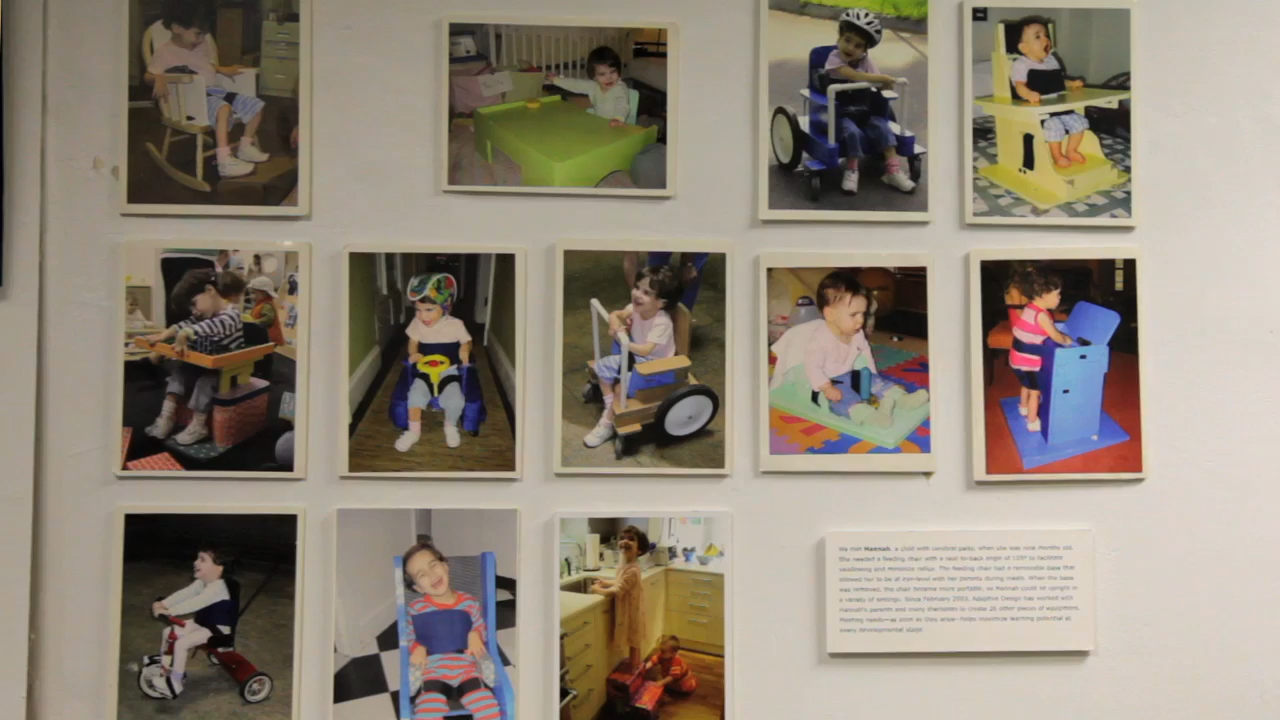 We met Hannah, a child with cerebral palsy, when she was nine months old.
She needed a feeding chair with a seat-to-back angle of to facilitate
swallowing and minimize reflux. The feeding chair had a removable base that
allowed her to be at eye-level with her parents during meals. When the base
was removed, the chair became more portable, so Hannah could sit upright in
a variety of settings. Since February 2003, Adaptive Design has worked with
Hannah's parents and many therapists to create 26 other pieces of equipment.
Meeting needs—as soon as they arise—helps maximize learning potential at
every developmental stage.